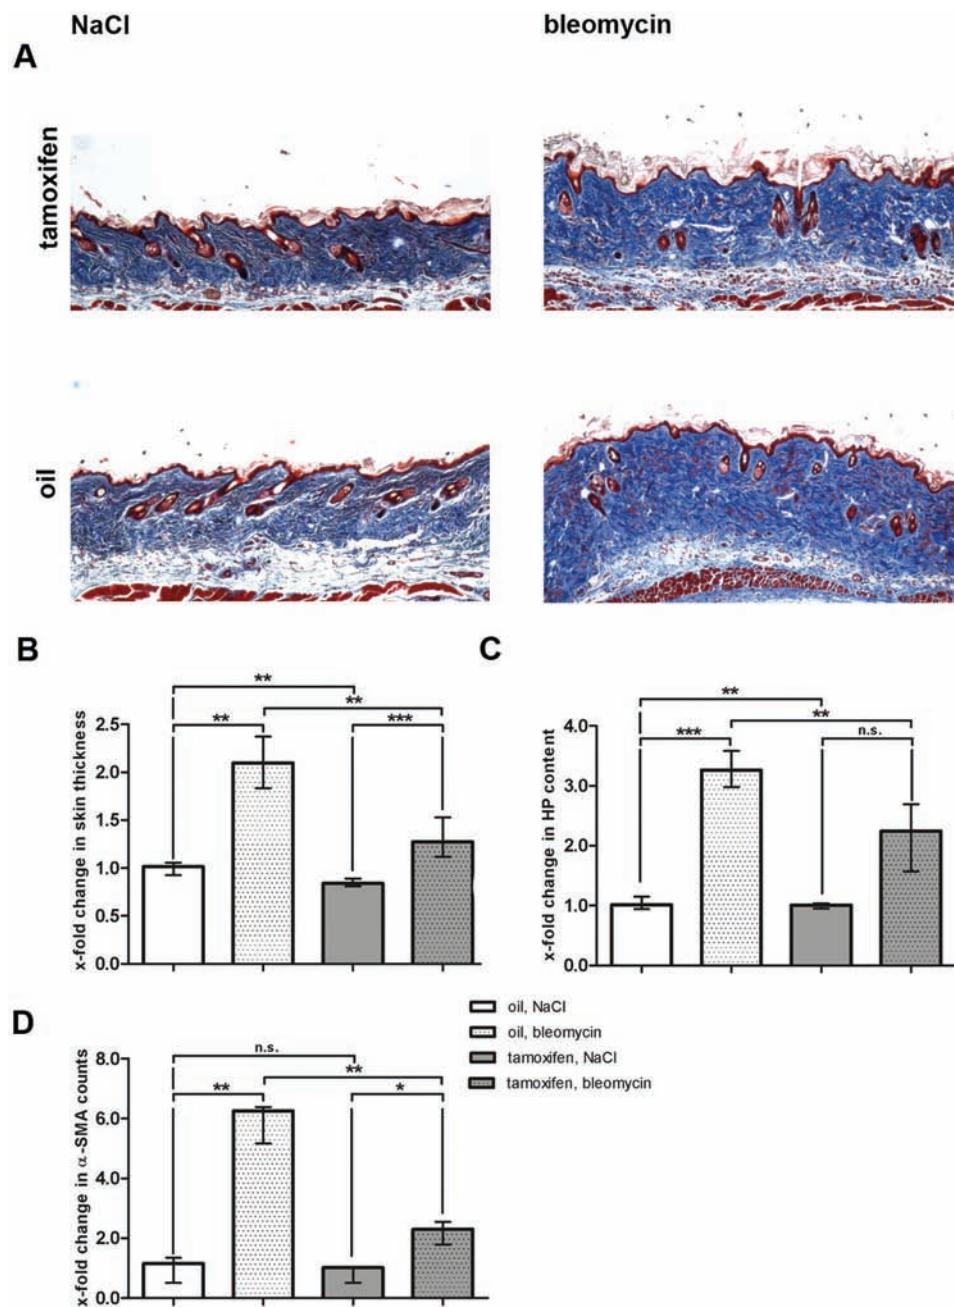 NaCl
bleomycin
A
tamoxifen
oil
B
x-fold change in skin thickness
2.5
2.0
1.0
0.5
0.0
**
**
**
***
C
x-fold change in HP content
4.0
3.0
2.0
1.0
0.0
**
***
**
n.s.
D
x-fold change in α-SMA counts
8.0
6.0
4.0
2.0
0.0
n.s.
**
**
*
oil, NaCl
oil, bleomycin
tamoxifen, NaCl
tamoxifen, bleomycin